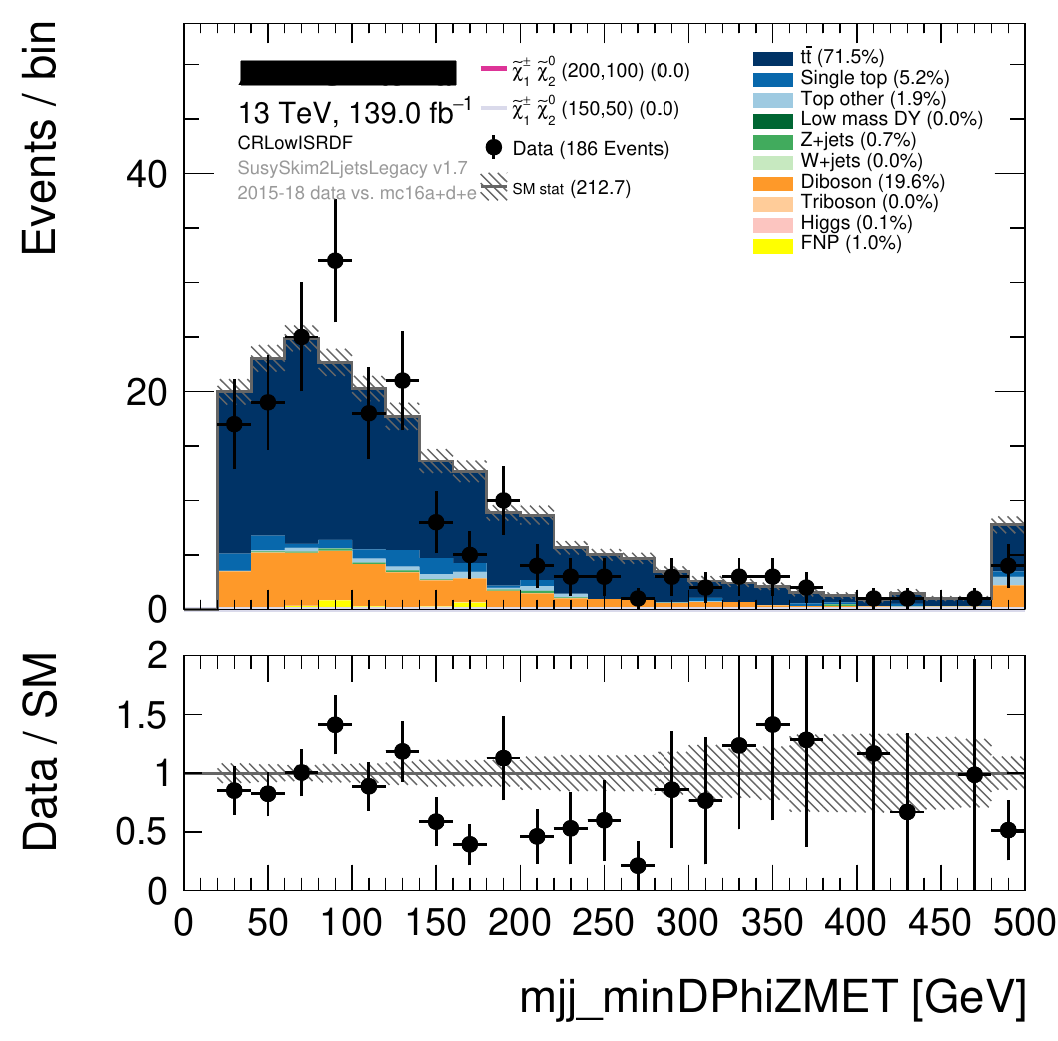 Events / bin
40
20
0
13 TeV, 139.0 fb⁻¹
CRLowISRDF
SusySkim2LjetsLegacy v1.7
2015-18 data vs. mc16a+d+e
χ̃₁± χ̃₂⁰ (200,100) (0.0)
χ̃₁± χ̃₂⁰ (150,50) (0.0)
Data (186 Events)
SM stat (212.7)
tt̄ (71.5%)
Single top (5.2%)
Top other (1.9%)
Low mass DY (0.0%)
Z+jets (0.7%)
W+jets (0.0%)
Diboson (19.6%)
Triboson (0.0%)
Higgs (0.1%)
FNP (1.0%)
Data / SM
2
1.5
1
0.5
0
0 50 100 150 200 250 300 350 400 450 500
mjj_minDPhiZMET [GeV]